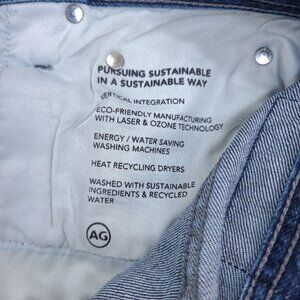 PURSUING SUSTAINABLE
IN A SUSTAINABLE WAY
VERTICAL INTEGRATION
ECO-FRIENDLY MANUFACTURING
WITH LASER & OZONE TECHNOLOGY
ENERGY / WATER SAVING
WASHING MACHINES
HEAT RECYCLING DRYERS
WASHED WITH SUSTAINABLE
INGREDIENTS & RECYCLED
WATER
AG